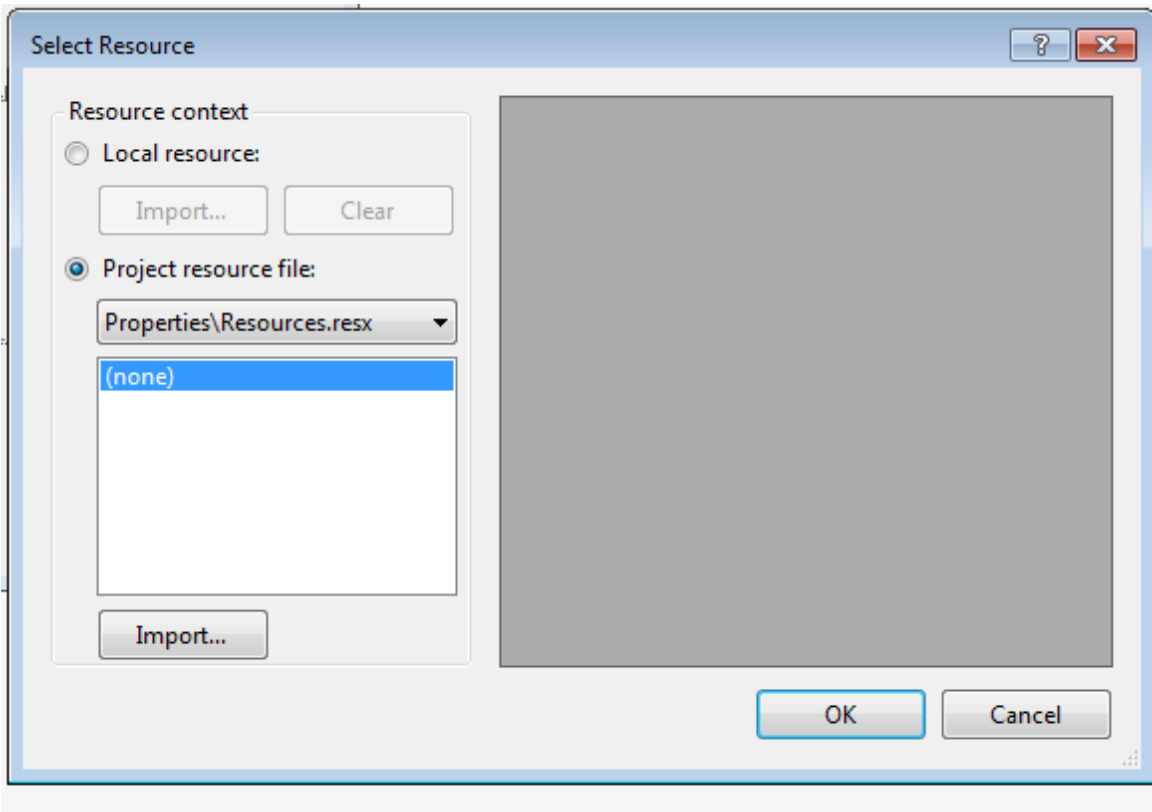 Select Resource
?
Resource context
Local resource:
Import...
Clear
Project resource file:
Properties\Resources.resx
(none)
Import...
OK
Cancel